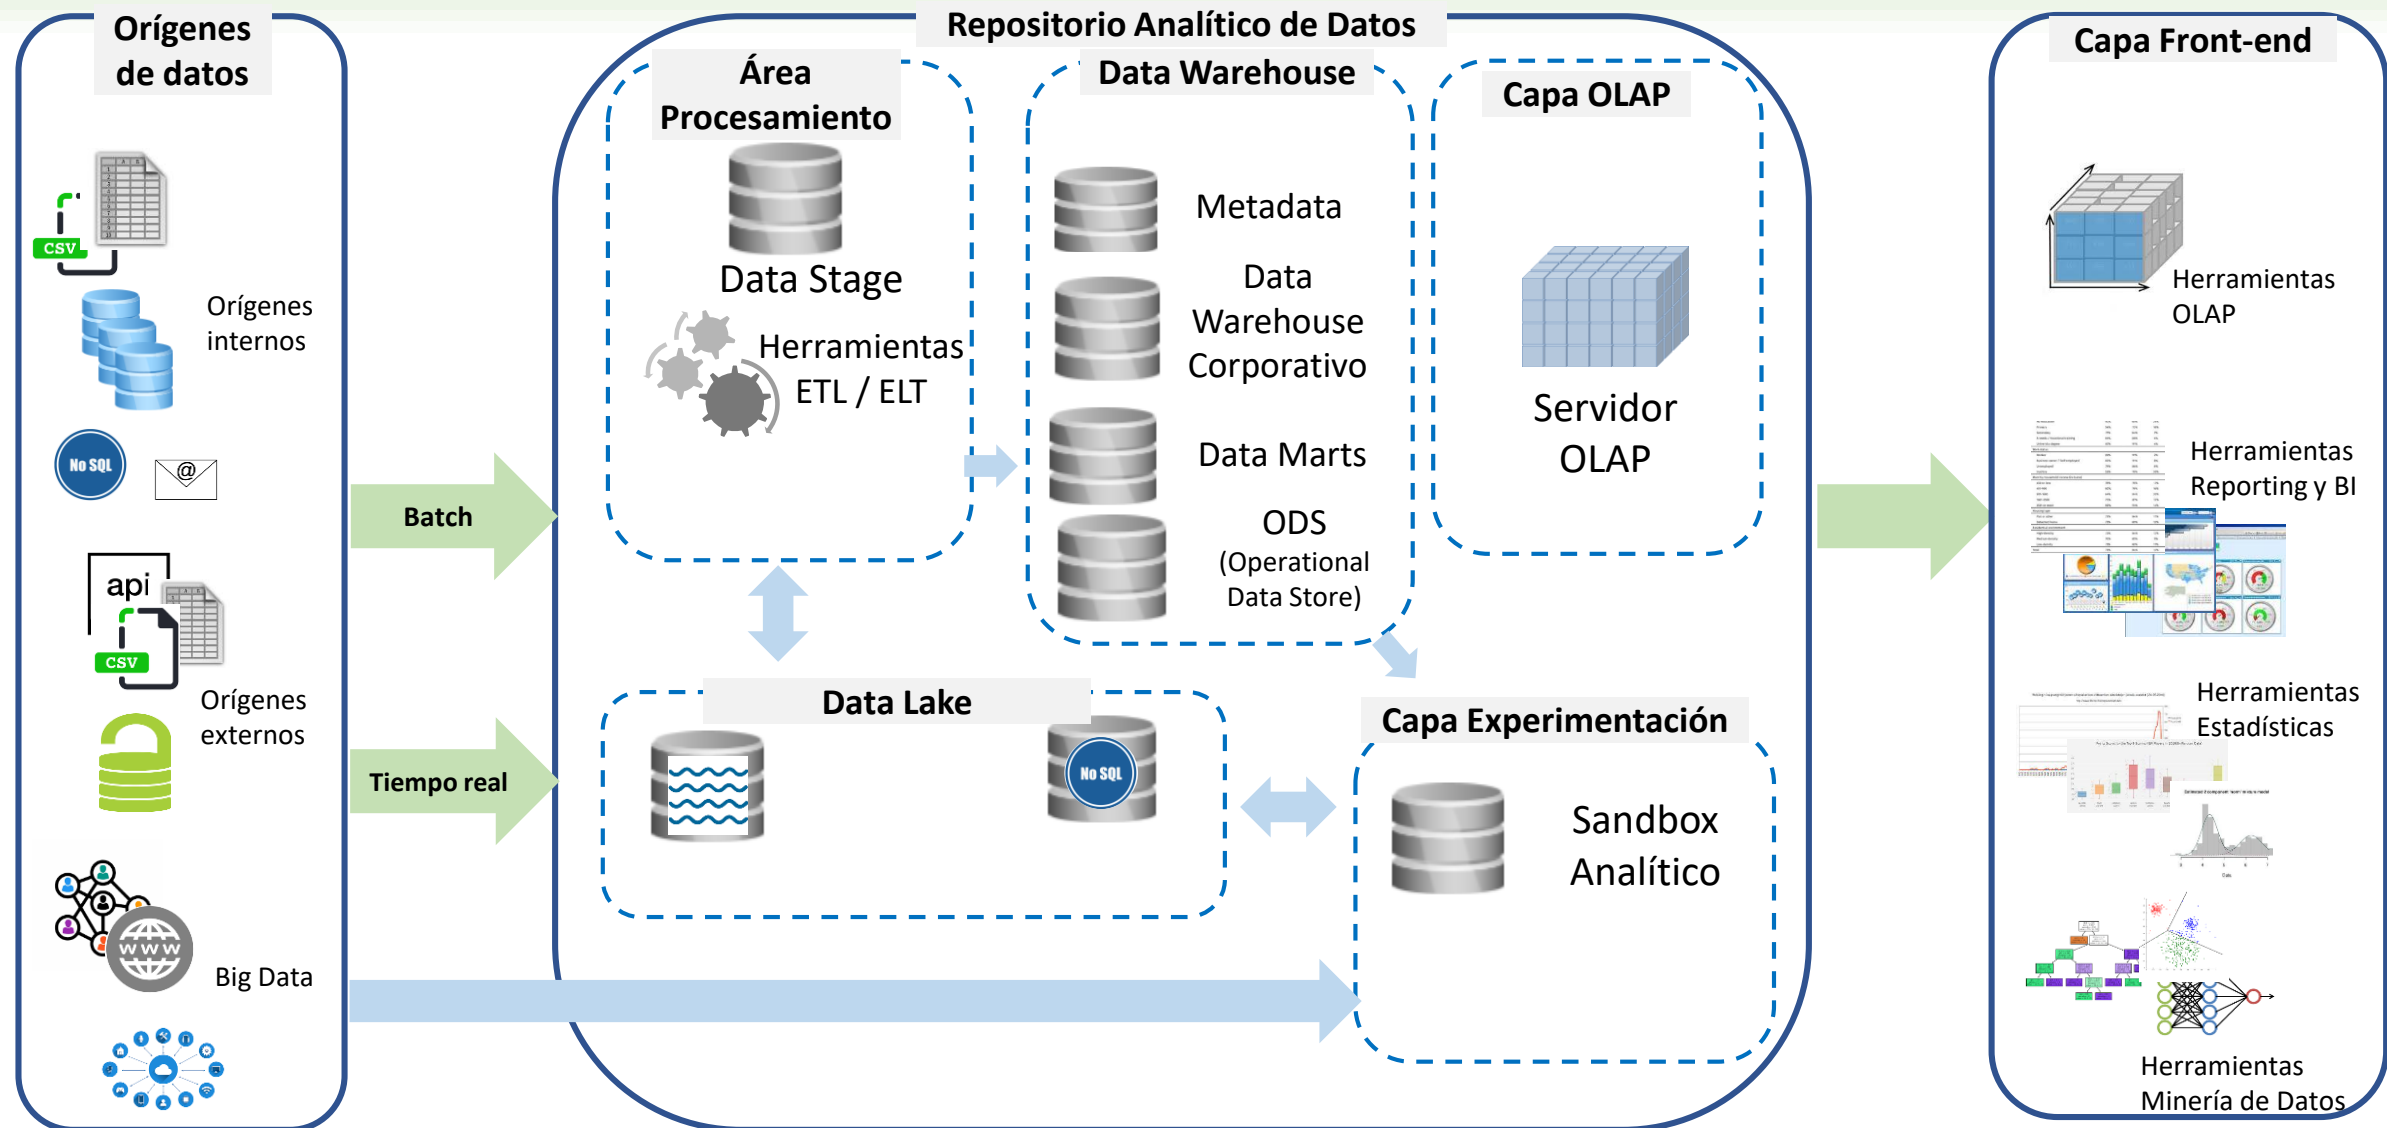 Orígenes
de datos
CSV
Orígenes
internos
No SQL
@
api
CSV
Orígenes
externos
www
Big Data
Batch
Tiempo real
Repositorio Analítico de Datos
Área
Procesamiento
Data Stage
Herramientas
ETL / ELT
Data Warehouse
Metadata
Data
Warehouse
Corporativo
Data Marts
ODS
(Operational
Data Store)
Capa OLAP
Servidor
OLAP
Data Lake
No SQL
Capa Experimentación
Sandbox
Analítico
Capa Front-end
Herramientas
OLAP
Herramientas
Reporting y BI
Herramientas
Estadísticas
Herramientas
Minería de Datos